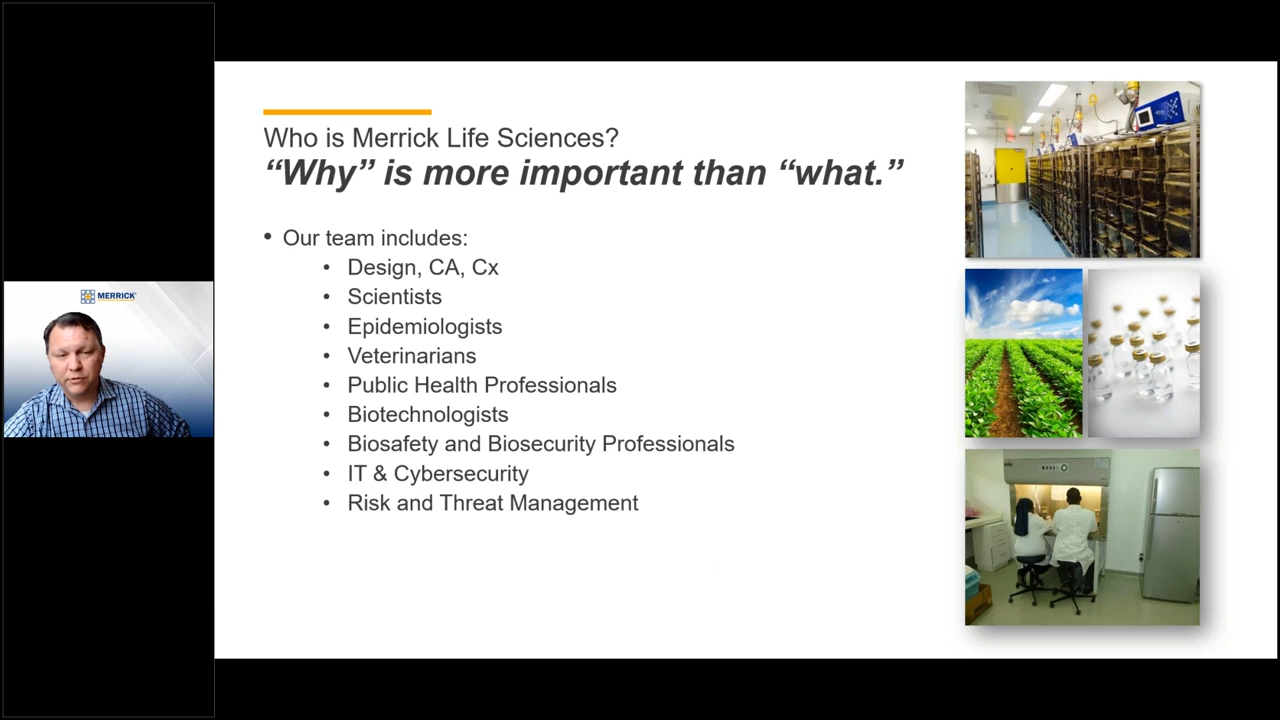 Who is Merrick Life Sciences?
“Why” is more important than “what.”
• Our team includes:
• Design, CA, Cx
• Scientists
• Epidemiologists
• Veterinarians
• Public Health Professionals
• Biotechnologists
• Biosafety and Biosecurity Professionals
• IT & Cybersecurity
• Risk and Threat Management
MERRICK